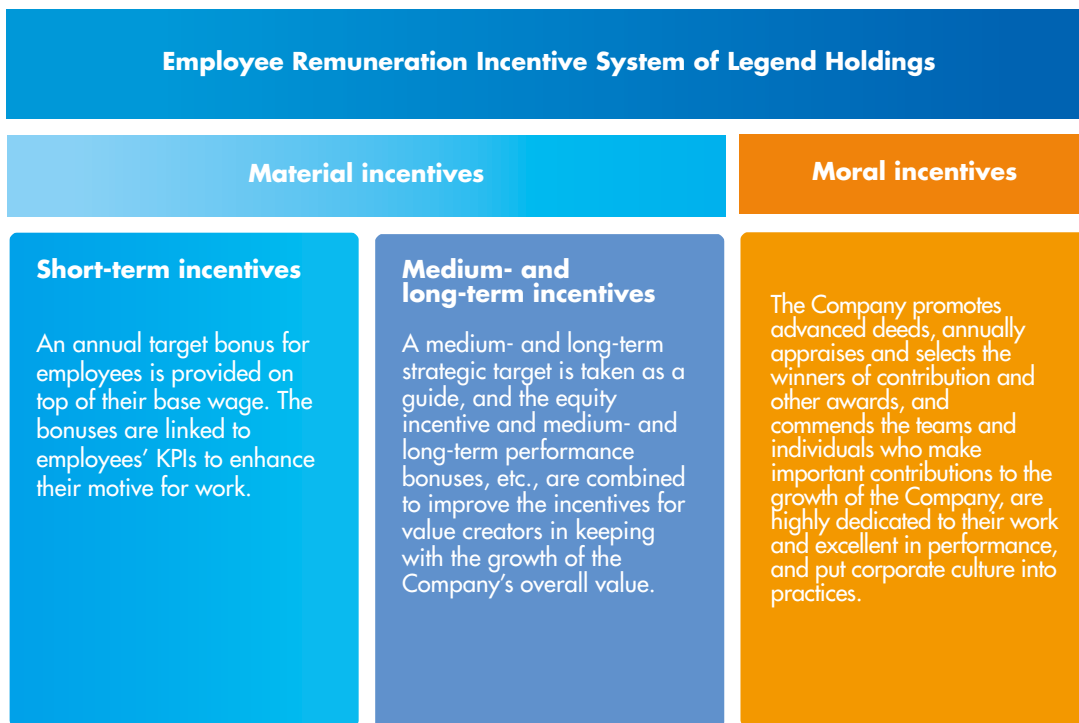 Employee Remuneration Incentive System of Legend Holdings
Material incentives
Moral incentives
Short-term incentives
An annual target bonus for
employees is provided on
top of their base wage. The
bonuses are linked to
employees’ KPIs to enhance
their motive for work.
Medium- and
long-term incentives
A medium- and long-term
strategic target is taken as a
guide, and the equity
incentive and medium- and
long-term performance
bonuses, etc., are combined
to improve the incentives for
value creators in keeping
with the growth of the
Company’s overall value.
The Company promotes
advanced deeds, annually
appraises and selects the
winners of contribution and
other awards, and
commends the teams and
individuals who make
important contributions to the
growth of the Company, are
highly dedicated to their work
and excellent in performance,
and put corporate culture into
practices.